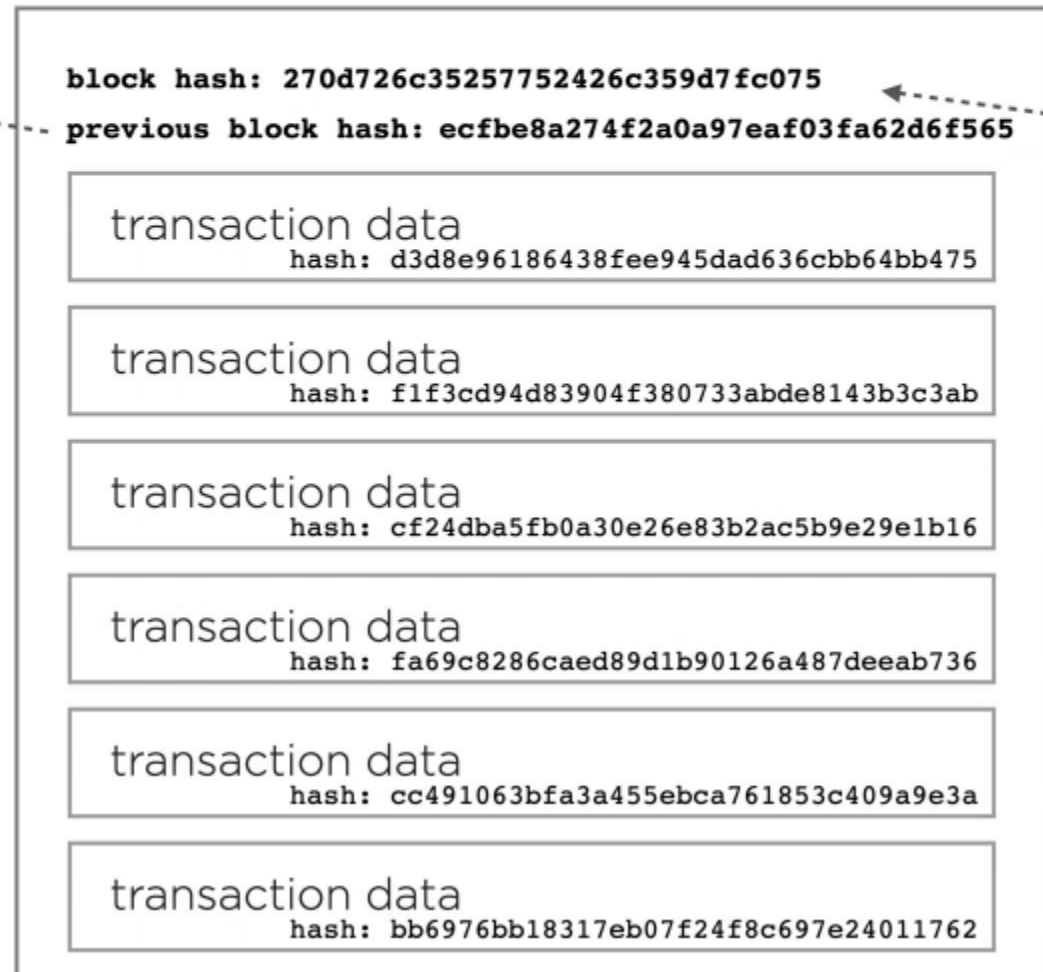 block hash: 270d726c35257752426c359d7fc075
previous block hash: ecfbe8a274f2a0a97eaf03fa62d6f565
transaction data
hash: d3d8e96186438fee945dad636cbb64bb475
transaction data
hash: f1f3cd94d83904f380733abde8143b3c3ab
transaction data
hash: cf24dba5fb0a30e26e83b2ac5b9e29e1b16
transaction data
hash: fa69c8286caed89d1b90126a487deeab736
transaction data
hash: cc491063bfa3a455ebca761853c409a9e3a
transaction data
hash: bb6976bb18317eb07f24f8c697e24011762